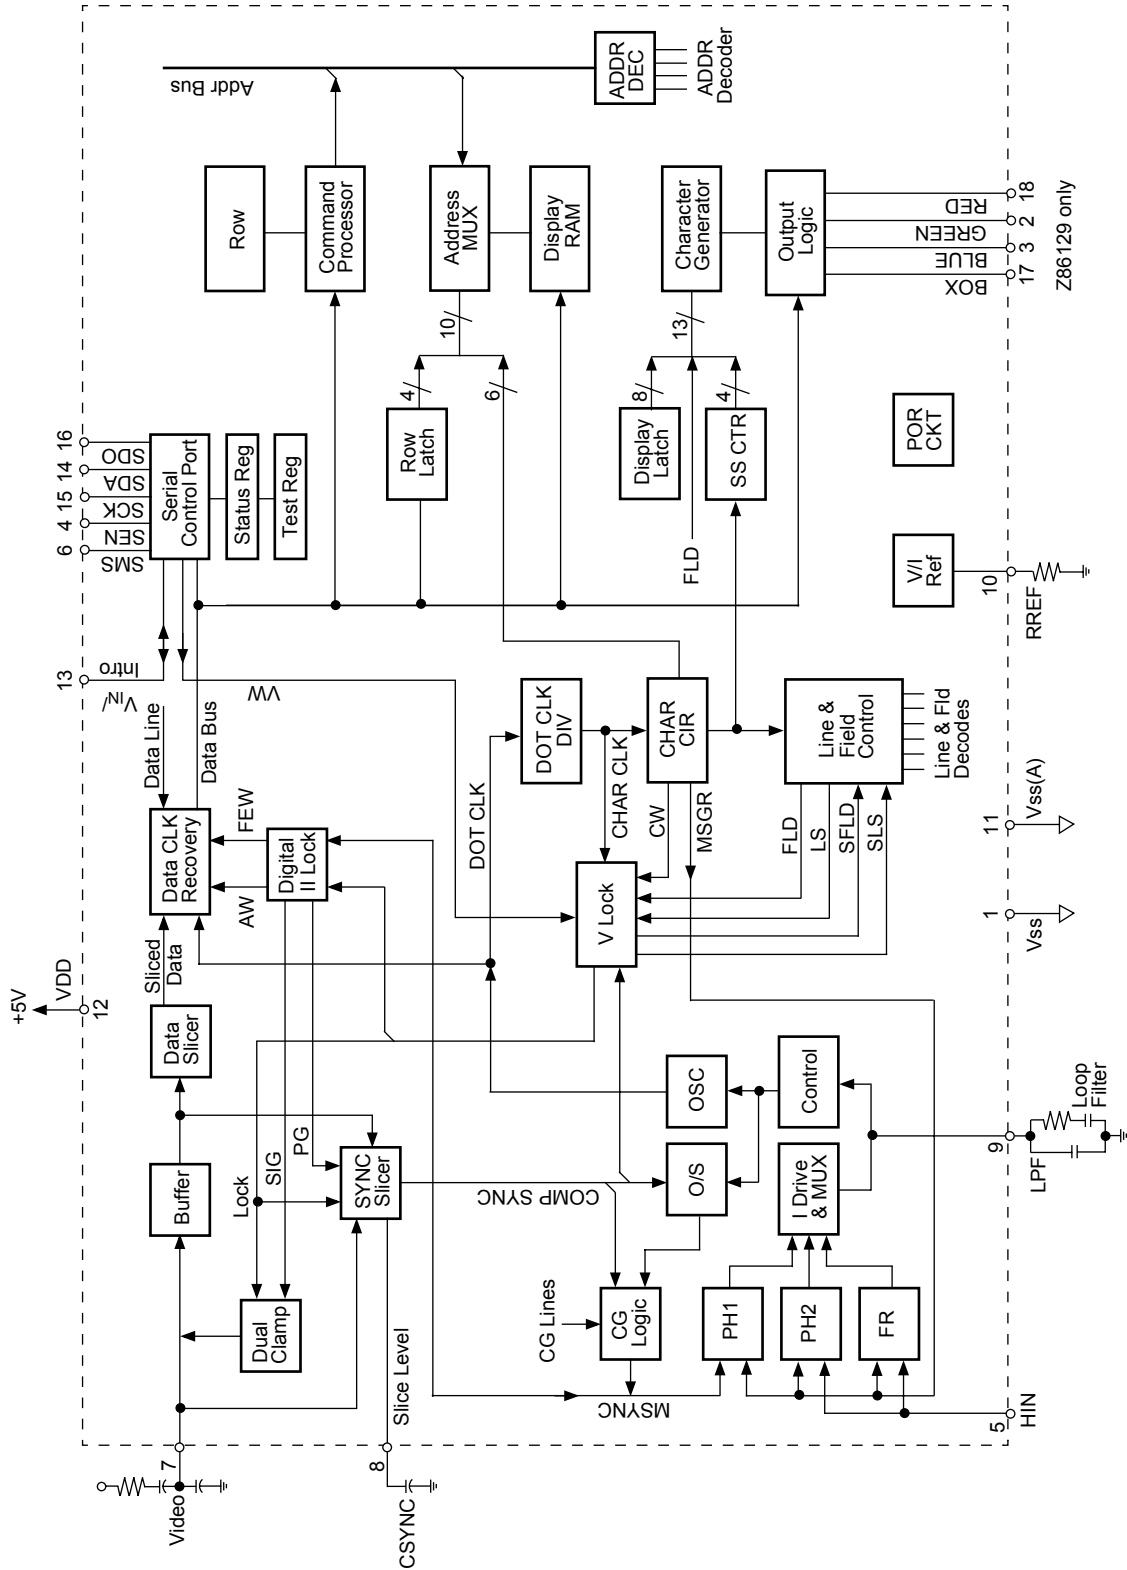 +5V
VDD
12
13
VIN/
Intro
6
4
15
14
16
SMS
SEN
SCK
SDA
SDO
Serial
Control Port
Status Reg
Test Reg
Row
Command
Processor
Addr Bus
Buffer
Data
Slicer
Sliced
Data
Data CLK
Recovery
Data Line
Data Bus
VW
Video
7
Dual
Clamp
Lock
SIG
PG
AW
FEW
Digital
II Lock
SYNC
Slicer
8
CSYNC
Slice Level
COMP SYNC
DOT CLK
DOT CLK
DIV
CHAR CLK
Row
Latch
4
6
10
Address
MUX
Display
RAM
ADDR
DEC
ADDR
Decoder
CG Lines
CG
Logic
MSYNC
O/S
OSC
V Lock
CW
MSGR
CHAR
CIR
FLD
Display
Latch
SS CTR
8
4
13
Character
Generator
PH1
PH2
FR
I Drive
& MUX
Control
FLD
LS
SFLD
SLS
Line &
Field
Control
Line & Fld
Decodes
V/I
Ref
POR
CKT
Output
Logic
BOX
BLUE
GREEN
RED
5
HIN
9
LPF
Loop
Filter
1
Vss
11
Vss(A)
10
RREF
17
3
2
18
Z86129 only